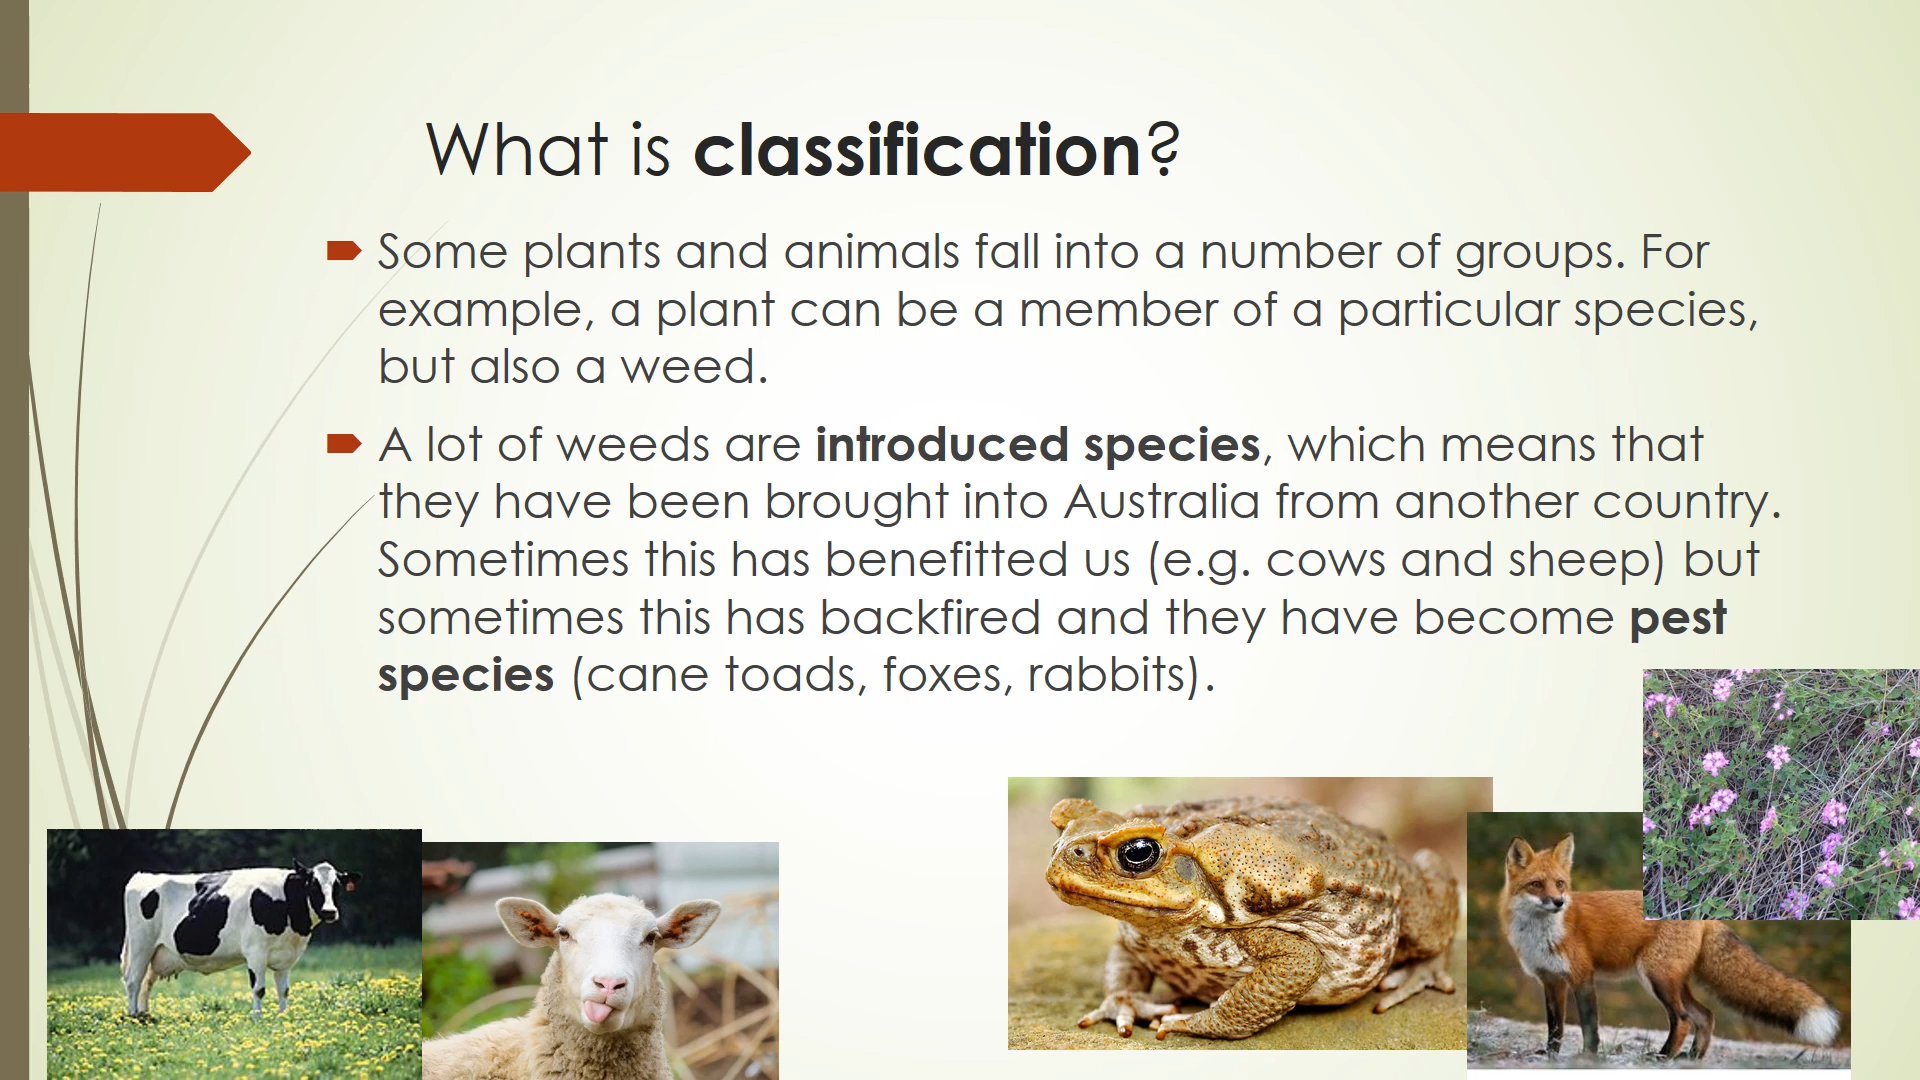 What is classification?
Some plants and animals fall into a number of groups. For
example, a plant can be a member of a particular species,
but also a weed.
A lot of weeds are introduced species, which means that
they have been brought into Australia from another country.
Sometimes this has benefitted us (e.g. cows and sheep) but
sometimes this has backfired and they have become pest
species (cane toads, foxes, rabbits).